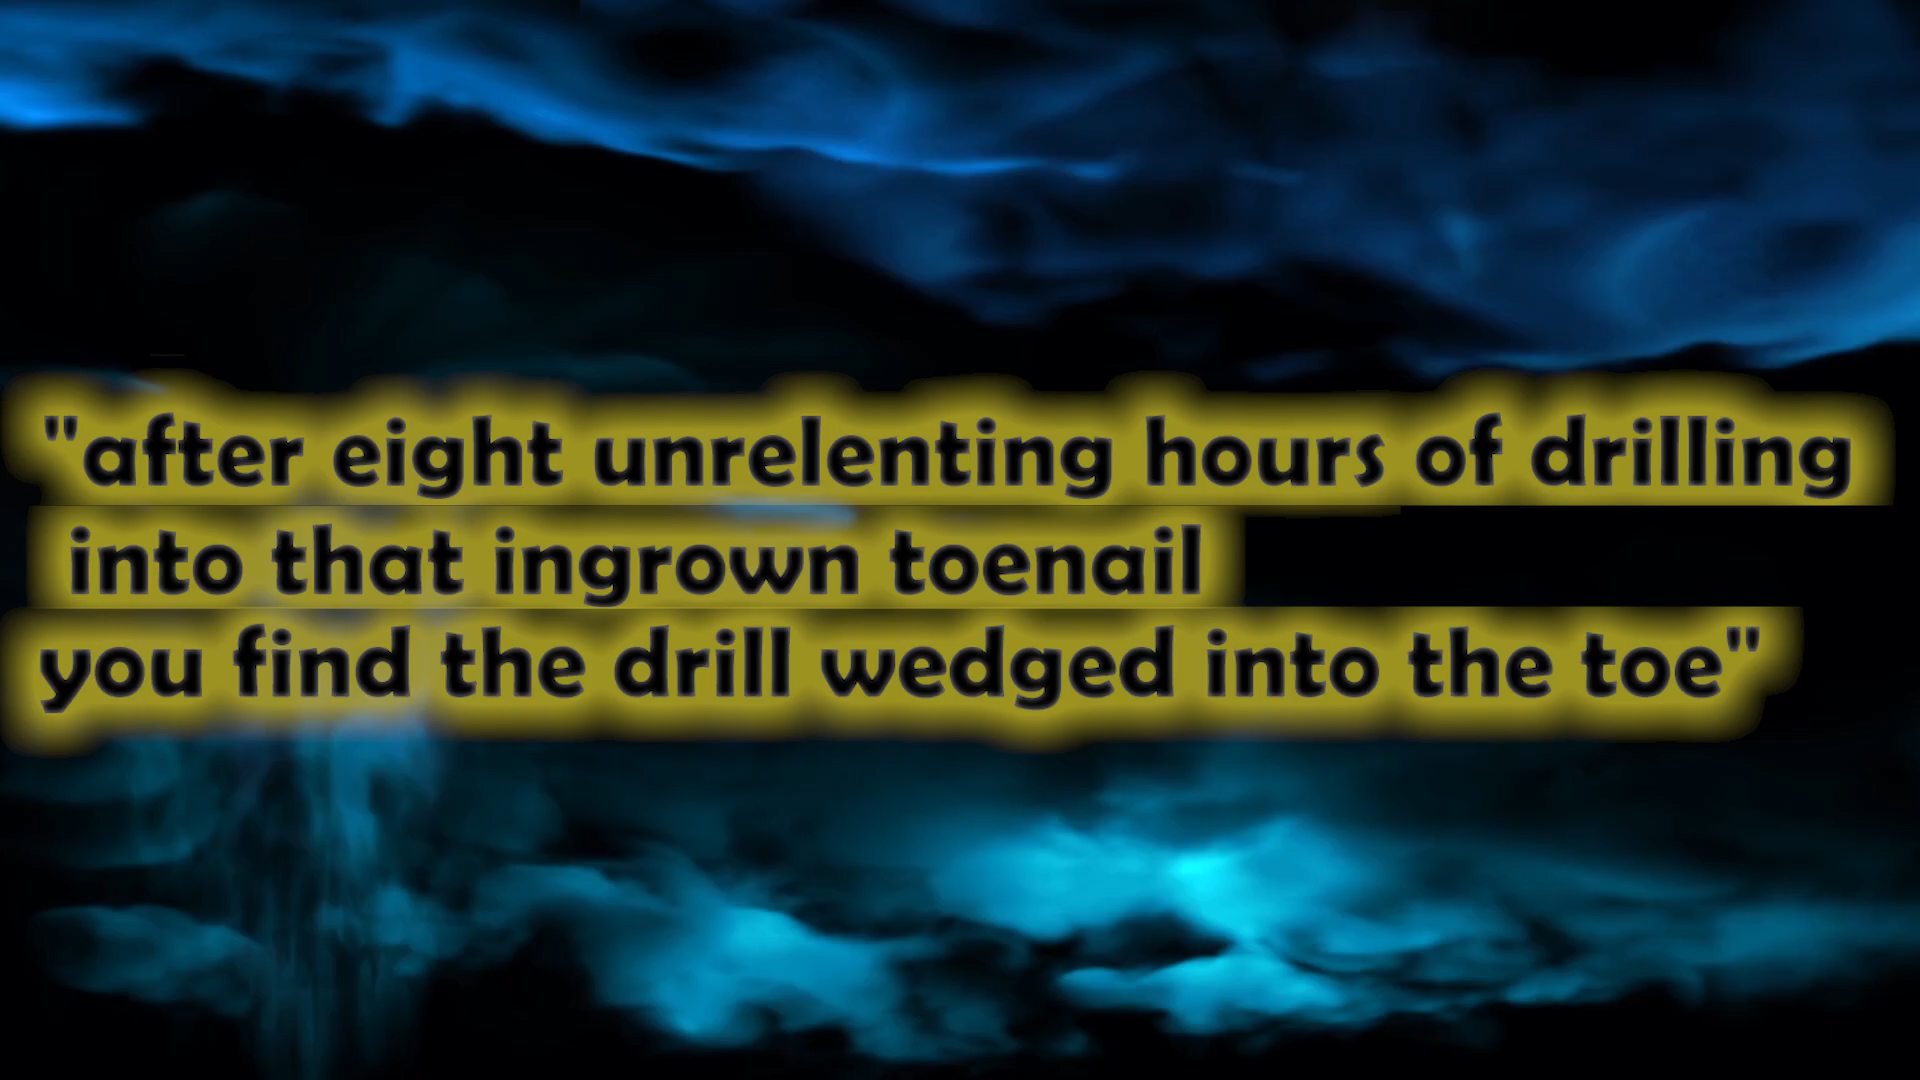 "after eight unrelenting hours of drilling
into that ingrown toenail
you find the drill wedged into the toe"